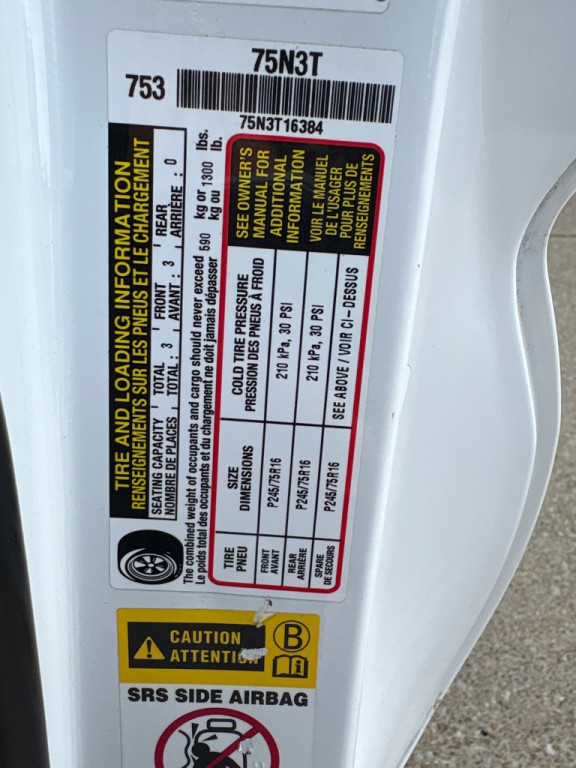 75N3T
753
75N3T16384
TIRE AND LOADING INFORMATION
RENSEIGNEMENTS SUR LES PNEUS ET LE CHARGEMENT
SEATING CAPACITY TOTAL : 3 FRONT REAR
NOMBRE DE PLACES TOTAL : 3 AVANT : 3 ARRIÈRE : 0
The combined weight of occupants and cargo should never exceed 590 kg or 1300 lbs.
Le poids total des occupants et du chargement ne doit jamais dépasser kg ou lb.
TIRE SIZE COLD TIRE PRESSURE
PNEU DIMENSIONS PRESSION DES PNEUS À FROID
FRONT P245/75R16 210 kPa, 30 PSI
AVANT
REAR P245/75R16 210 kPa, 30 PSI
ARRIÈRE
SPARE P245/75R16 SEE ABOVE / VOIR CI-DESSUS
DE SECOURS
SEE OWNER'S
MANUAL FOR
ADDITIONAL
INFORMATION
VOIR LE MANUEL
DE L'USAGER
POUR PLUS DE
RENSEIGNEMENTS
CAUTION
ATTENTION
B
i
SRS SIDE AIRBAG